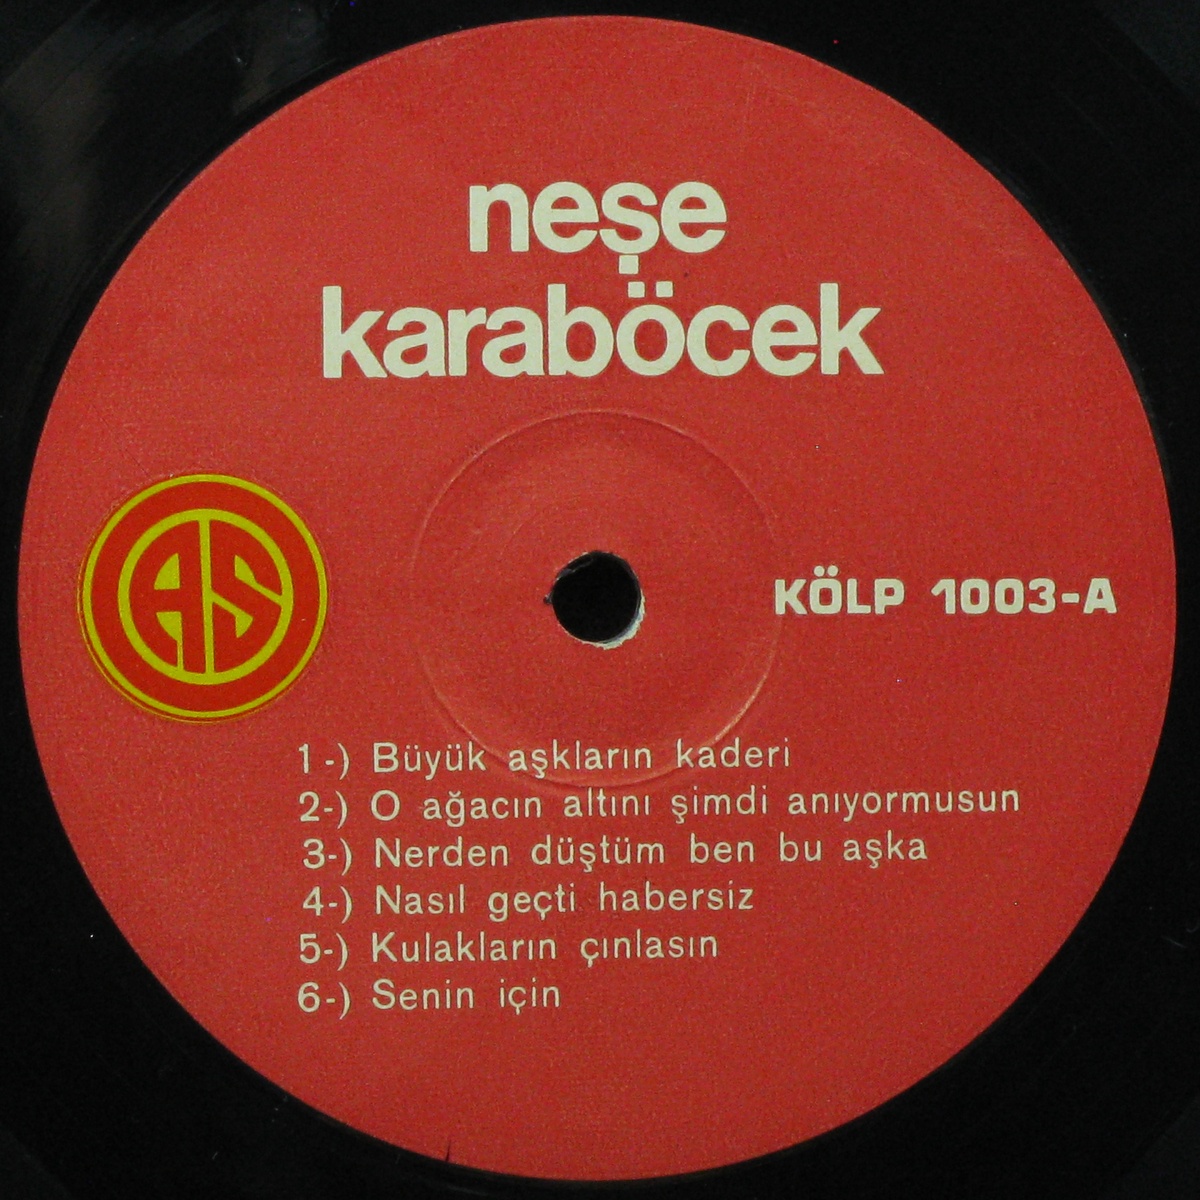 neşe
karaböcek
AS
KÖLP 1003-A
1-) Büyük aşkların kaderi
2-) O ağacın altını şimdi anıyormusun
3-) Nerden düştüm ben bu aşka
4-) Nasıl geçti habersiz
5-) Kulakların çınlasın
6-) Senin için